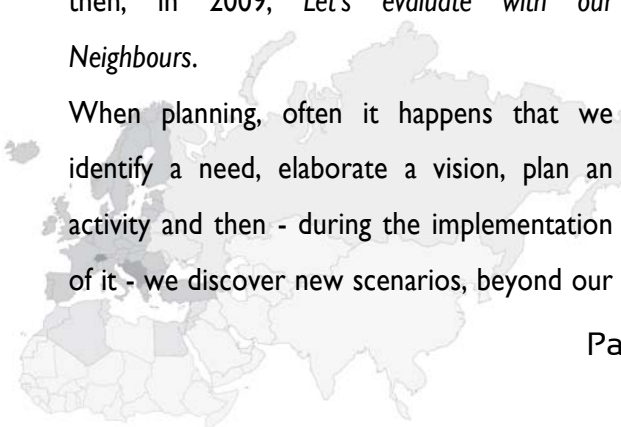 then, in 2009, Let's evaluate with our
Neighbours.
When planning, often it happens that we
identify a need, elaborate a vision, plan an
activity and then - during the implementation
of it - we discover new scenarios, beyond our
Pa